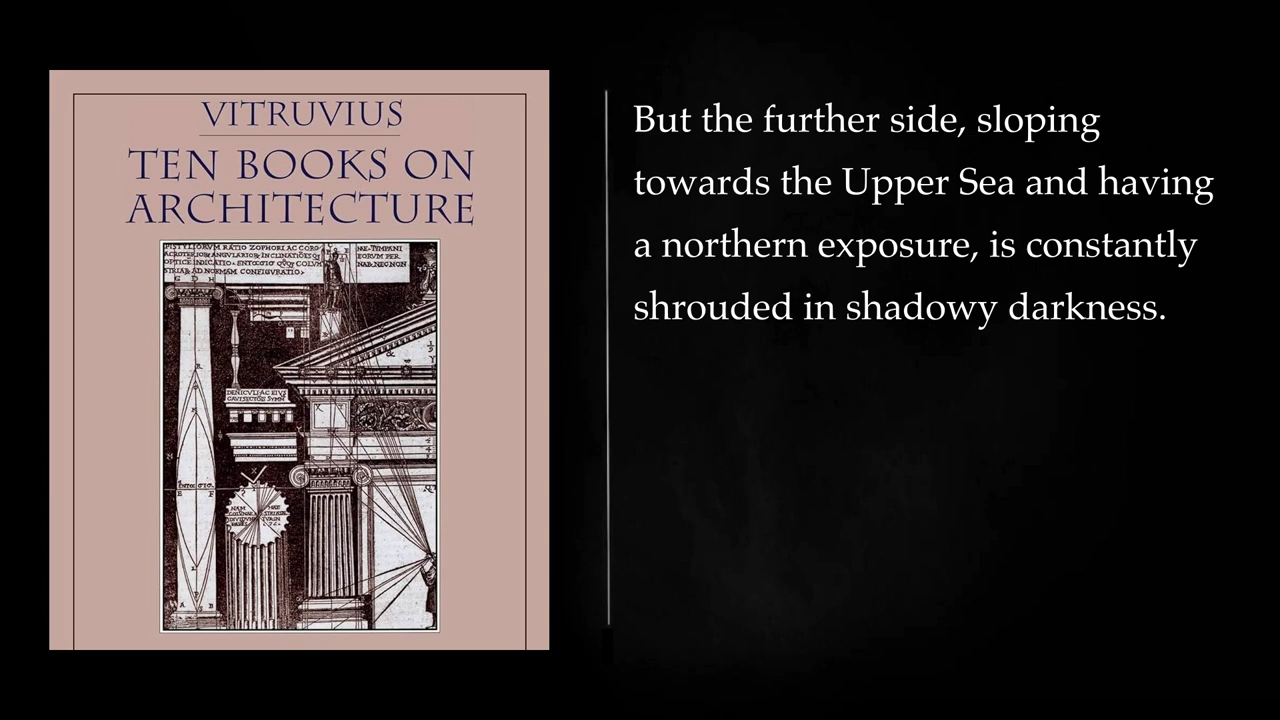 VITRUVIUS
TEN BOOKS ON
ARCHITECTURE
But the further side, sloping
towards the Upper Sea and having
a northern exposure, is constantly
shrouded in shadowy darkness.